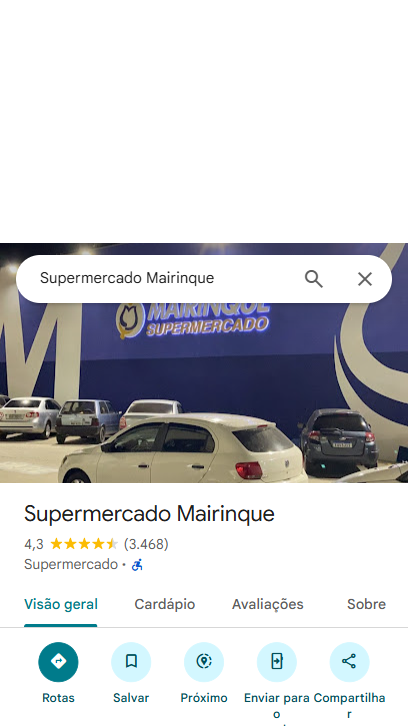 Supermercado Mairinque
MAIRINQUE
SUPERMERCADO
Supermercado Mairinque
4,3 (3.468)
Supermercado ·
Visão geral Cardápio Avaliações Sobre
Rotas Salvar Próximo Enviar para Compartilha
o r